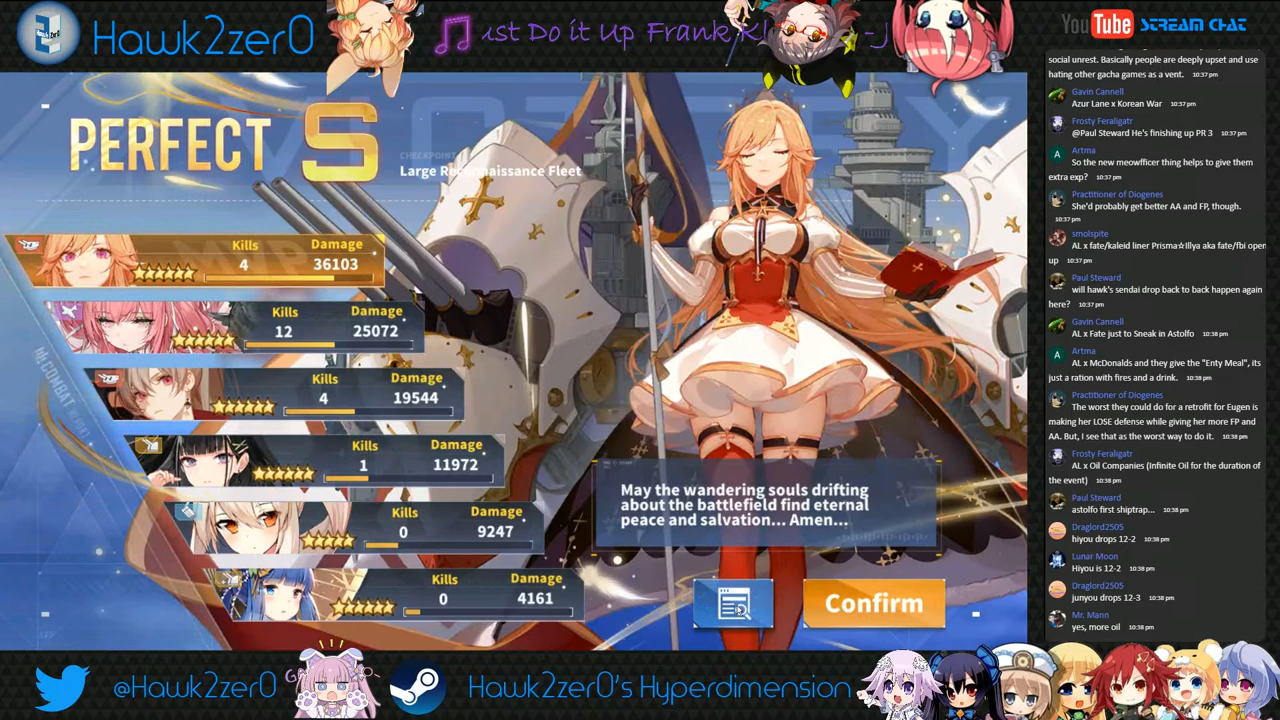 Hawk2zer0
ust Do it Up Frank Kl
YouTube STREAM CHAT
PERFECT S
CHECKPOINT
Large Reconnaissance Fleet
Kills Damage
4 36103
Kills Damage
12 25072
Kills Damage
4 19544
Kills Damage
1 11972
Kills Damage
0 9247
Kills Damage
0 4161
May the wandering souls drifting
about the battlefield find eternal
peace and salvation... Amen...
Confirm
@Hawk2zer0
Hawk2zer0's Hyperdimension
social unrest. Basically people are deeply upset and use
hating other gacha games as a vent. 10:37 pm
Gavin Cannell
Azur Lane x Korean War 10:37 pm
Frosty Feraligatr
@Paul Steward He's finishing up PR 3 10:37 pm
A Artma
So the new meowfficer thing helps to give them
extra exp? 10:37 pm
Practitioner of Diogenes
She'd probably get better AA and FP, though.
10:37 pm
smolspite
AL x fate/kaleid liner Prisma☆Illya aka fate/fbi open
up 10:37 pm
Paul Steward
will hawk's sendai drop back to back happen again
here? 10:37 pm
Gavin Cannell
AL x Fate just to Sneak in Astolfo 10:38 pm
A Artma
AL x McDonalds and they give the "Enty Meal", its
just a ration with fires and a drink. 10:38 pm
Practitioner of Diogenes
The worst they could do for a retrofit for Eugen is
making her LOSE defense while giving her more FP and
AA. But, I see that as the worst way to do it. 10:38 pm
Frosty Feraligatr
AL x Oil Companies (Infinite Oil for the duration of
the event) 10:38 pm
Paul Steward
astolfo first shiptrap... 10:38 pm
Draglord2505
hiyou drops 12-2 10:38 pm
Lunar Moon
Hiyou is 12-2 10:38 pm
Draglord2505
junyou drops 12-3 10:38 pm
Mr. Mann
yes, more oil 10:38 pm